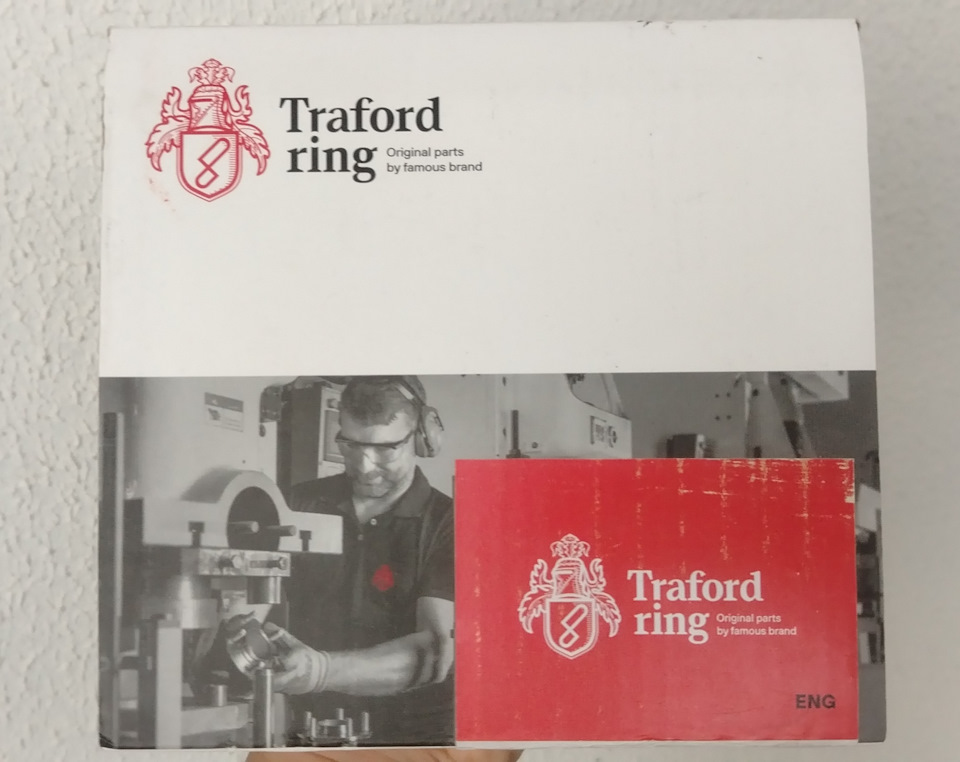 Traford
ring Original parts
by famous brand
Traford
ring Original parts
by famous brand
ENG